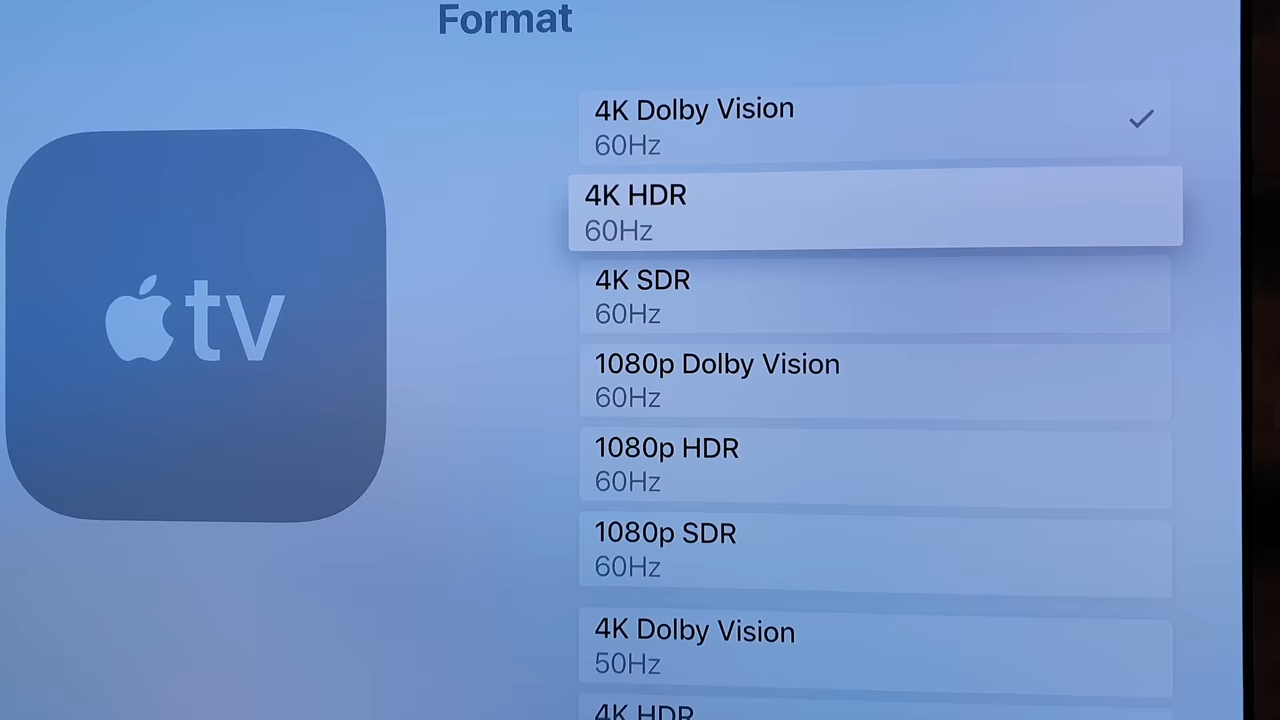 Format
4K Dolby Vision
60Hz
4K HDR
60Hz
tv
4K SDR
60Hz
1080p Dolby Vision
60Hz
1080p HDR
60Hz
1080p SDR
60Hz
4K Dolby Vision
50Hz
4K HDR